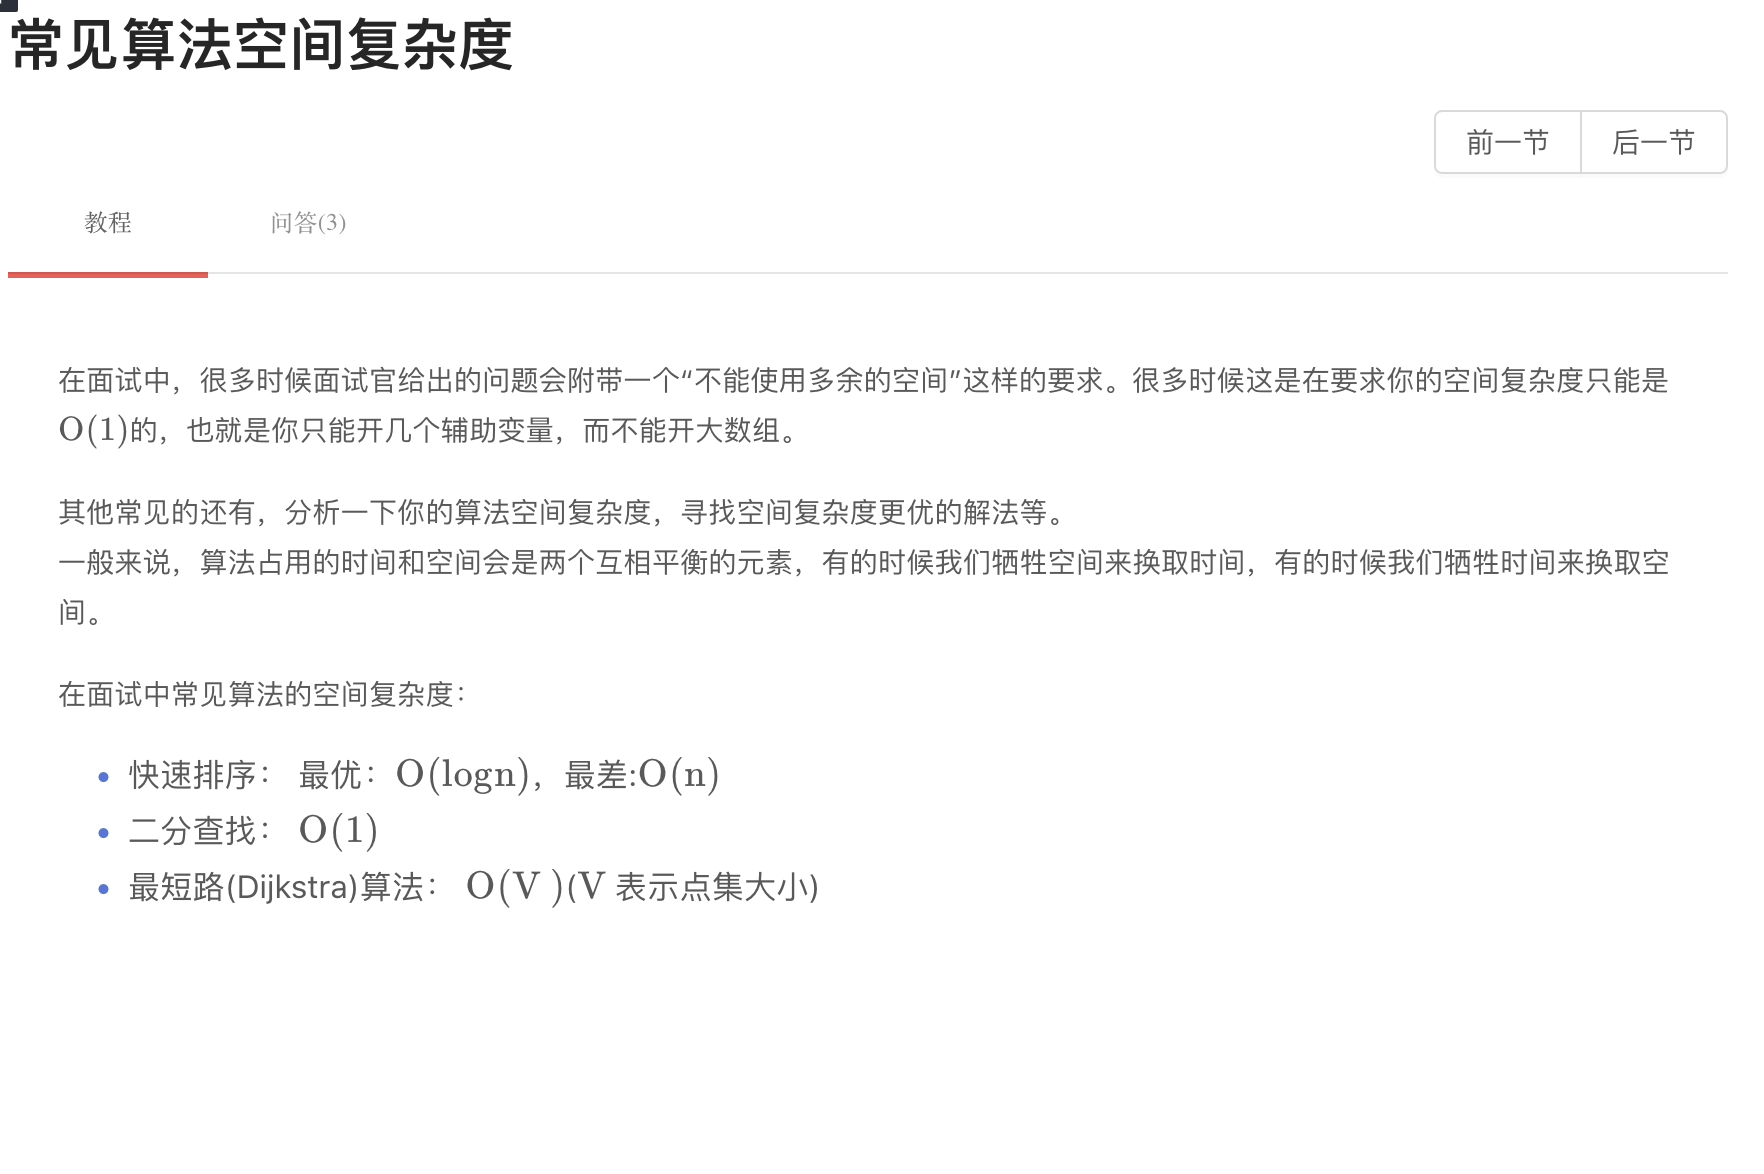 常见算法空间复杂度
前一节 后一节
教程 问答(3)
在面试中，很多时候面试官给出的问题会附带一个“不能使用多余的空间”这样的要求。很多时候这是在要求你的空间复杂度只能是
O(1)的，也就是你只能开几个辅助变量，而不能开大数组。
其他常见的还有，分析一下你的算法空间复杂度，寻找空间复杂度更优的解法等。
一般来说，算法占用的时间和空间会是两个互相平衡的元素，有的时候我们牺牲空间来换取时间，有的时候我们牺牲时间来换取空
间。
在面试中常见算法的空间复杂度：
• 快速排序： 最优：O(logn)，最差:O(n)
• 二分查找： O(1)
• 最短路(Dijkstra)算法： O(V )(V 表示点集大小)